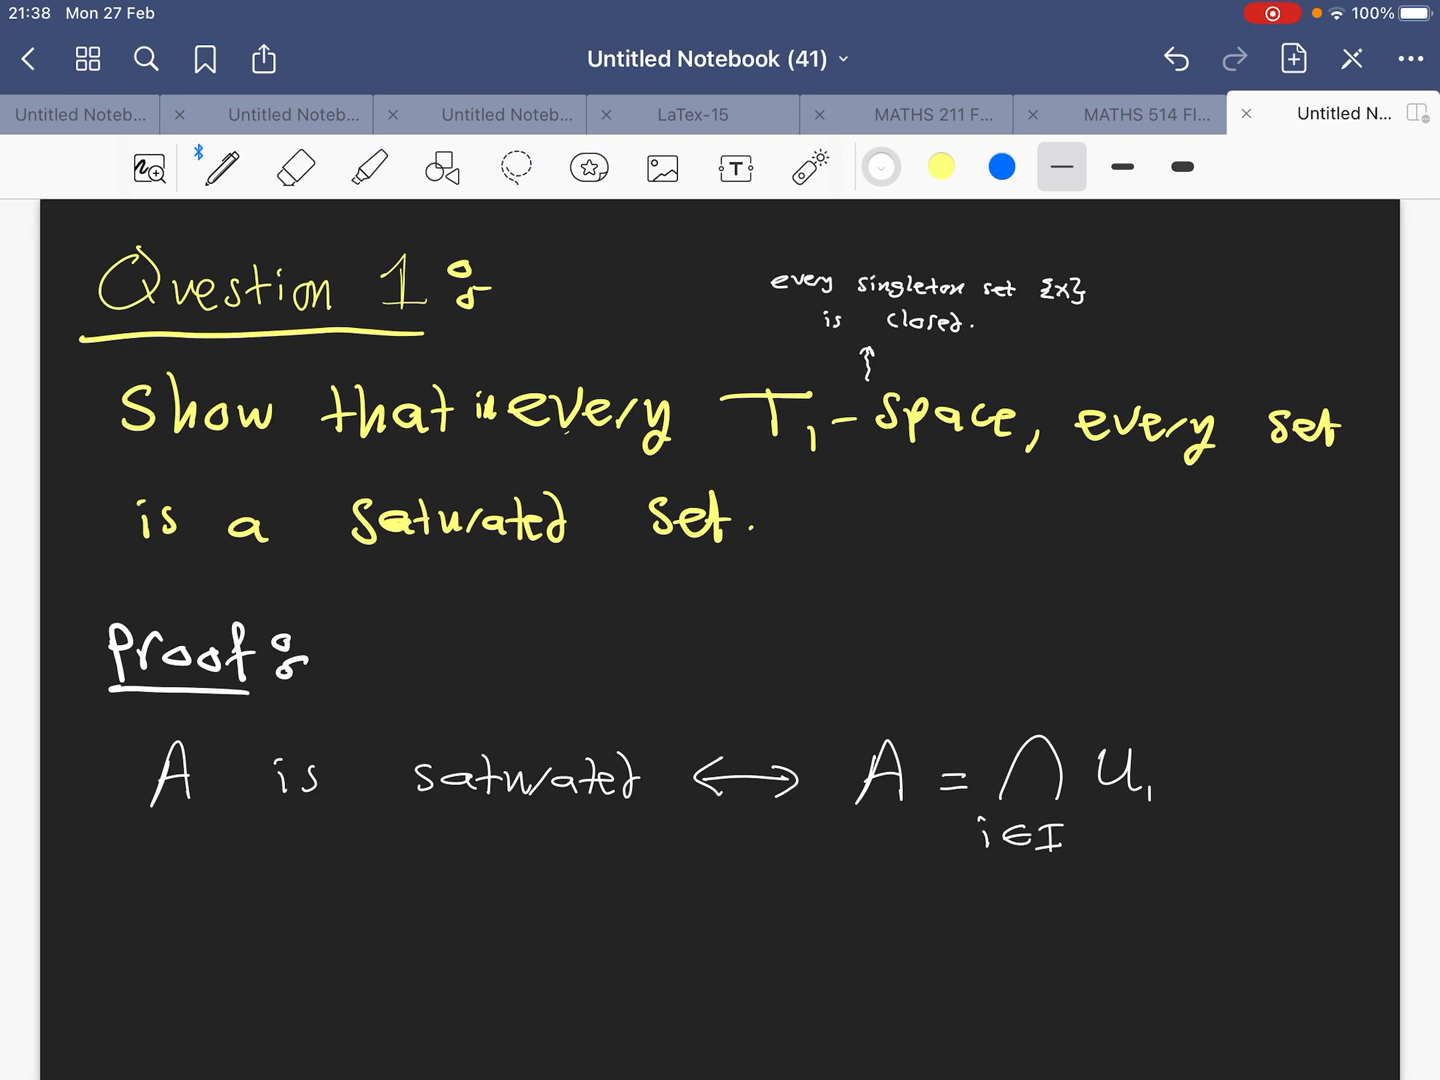 21:38 Mon 27 Feb 100%
Untitled Notebook (41)
Untitled Noteb... Untitled Noteb... Untitled Noteb... LaTex-15 MATHS 211 F... MATHS 514 FI... Untitled N...
Question 1:
every singleton set {x}
is closed.
Show that in every T₁-space, every set
is a saturated set.
Proof:
A is saturated ⟷ A = ⋂ Uᵢ
i∈I